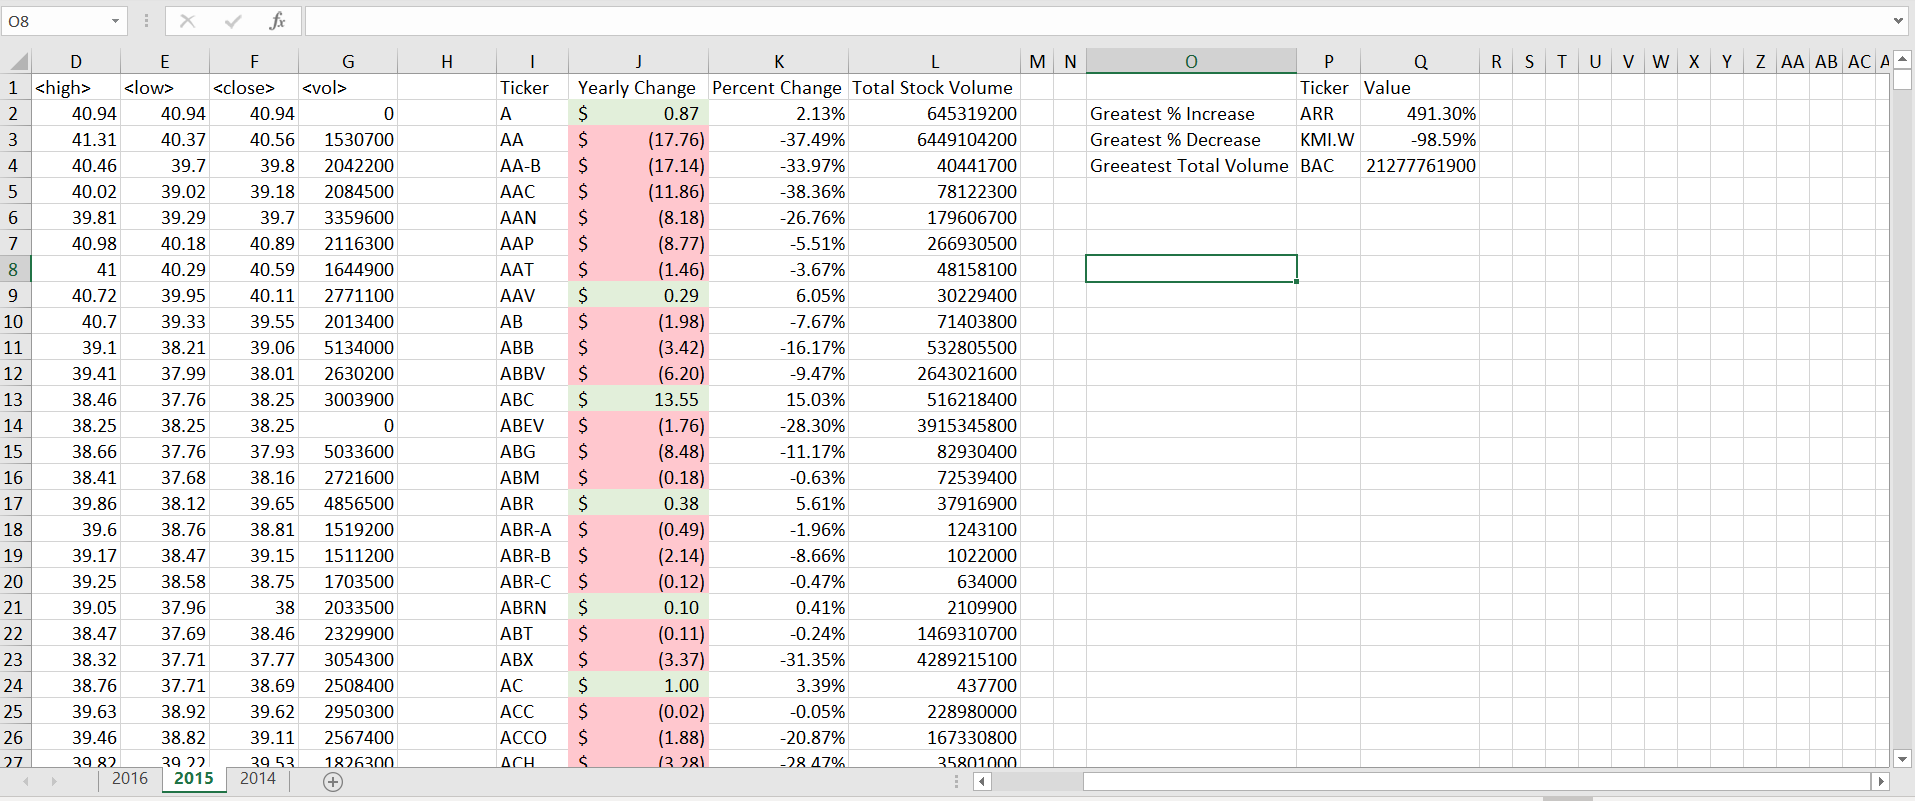 O8 fx
D E F G H I J K L M N O P Q R S T U V W X Y Z AA AB AC A
1 <high> <low> <close> <vol> Ticker Yearly Change Percent Change Total Stock Volume Ticker Value
2 40.94 40.94 40.94 0 A $ 0.87 2.13% 645319200 Greatest % Increase ARR 491.30%
3 41.31 40.37 40.56 1530700 AA $ (17.76) -37.49% 6449104200 Greatest % Decrease KMI.W -98.59%
4 40.46 39.7 39.8 2042200 AA-B $ (17.14) -33.97% 40441700 Greeatest Total Volume BAC 21277761900
5 40.02 39.02 39.18 2084500 AAC $ (11.86) -38.36% 78122300
6 39.81 39.29 39.7 3359600 AAN $ (8.18) -26.76% 179606700
7 40.98 40.18 40.89 2116300 AAP $ (8.77) -5.51% 266930500
8 41 40.29 40.59 1644900 AAT $ (1.46) -3.67% 48158100
9 40.72 39.95 40.11 2771100 AAV $ 0.29 6.05% 30229400
10 40.7 39.33 39.55 2013400 AB $ (1.98) -7.67% 71403800
11 39.1 38.21 39.06 5134000 ABB $ (3.42) -16.17% 532805500
12 39.41 37.99 38.01 2630200 ABBV $ (6.20) -9.47% 2643021600
13 38.46 37.76 38.25 3003900 ABC $ 13.55 15.03% 516218400
14 38.25 38.25 38.25 0 ABEV $ (1.76) -28.30% 3915345800
15 38.66 37.76 37.93 5033600 ABG $ (8.48) -11.17% 82930400
16 38.41 37.68 38.16 2721600 ABM $ (0.18) -0.63% 72539400
17 39.86 38.12 39.65 4856500 ABR $ 0.38 5.61% 37916900
18 39.6 38.76 38.81 1519200 ABR-A $ (0.49) -1.96% 1243100
19 39.17 38.47 39.15 1511200 ABR-B $ (2.14) -8.66% 1022000
20 39.25 38.58 38.75 1703500 ABR-C $ (0.12) -0.47% 634000
21 39.05 37.96 38 2033500 ABRN $ 0.10 0.41% 2109900
22 38.47 37.69 38.46 2329900 ABT $ (0.11) -0.24% 1469310700
23 38.32 37.71 37.77 3054300 ABX $ (3.37) -31.35% 4289215100
24 38.76 37.71 38.69 2508400 AC $ 1.00 3.39% 437700
25 39.63 38.92 39.62 2950300 ACC $ (0.02) -0.05% 228980000
26 39.46 38.82 39.11 2567400 ACCO $ (1.88) -20.87% 167330800
27 39.82 39.22 39.53 1826300 ACH $ (3.28) -28.47% 35801000
2016 2015 2014